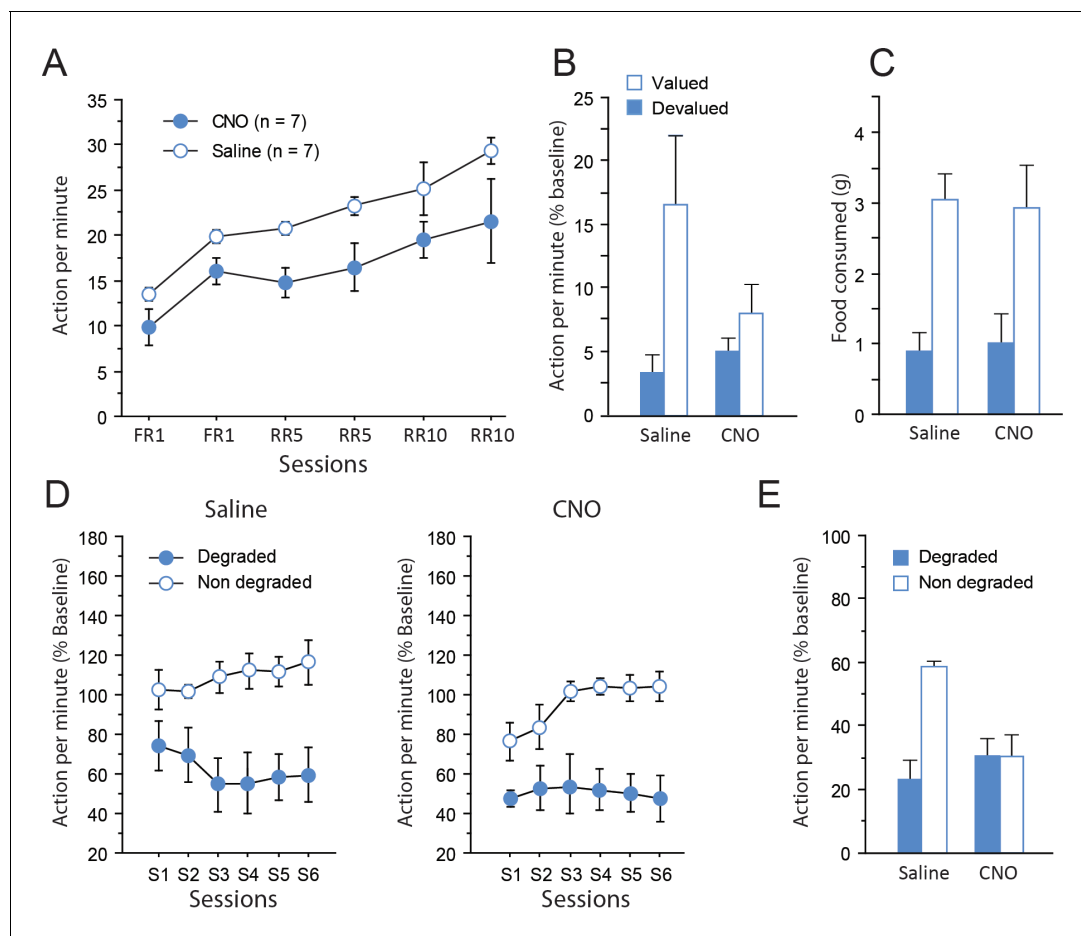 A
Action per minute
35
30
25
20
15
10
5
0
CNO (n = 7)
Saline (n = 7)
FR1 FR1 RR5 RR5 RR10 RR10
Sessions
B
Valued
Devalued
Action per minute (% baseline)
25
20
15
10
5
0
Saline CNO
C
Food consumed (g)
4
3
2
1
0
Saline CNO
D
Saline
Degraded
Non degraded
Action per minute (% Baseline)
180
160
140
120
100
80
60
40
20
S1 S2 S3 S4 S5 S6
Sessions
CNO
Action per minute (% Baseline)
180
160
140
120
100
80
60
40
20
S1 S2 S3 S4 S5 S6
Sessions
E
Degraded
Non degraded
Action per minute (% baseline)
100
80
60
40
20
0
Saline CNO